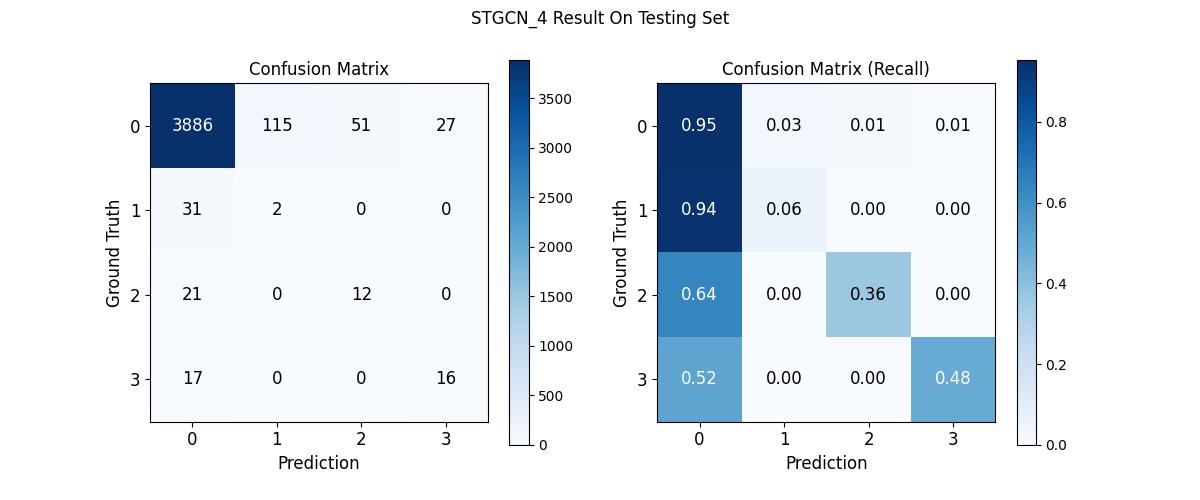 STGCN_4 Result On Testing Set
Confusion Matrix
0 3886 115 51 27
1 31 2 0 0
2 21 0 12 0
3 17 0 0 16
0 1 2 3
Prediction
Ground Truth
3500
3000
2500
2000
1500
1000
500
0
Confusion Matrix (Recall)
0 0.95 0.03 0.01 0.01
1 0.94 0.06 0.00 0.00
2 0.64 0.00 0.36 0.00
3 0.52 0.00 0.00 0.48
0 1 2 3
Prediction
Ground Truth
0.8
0.6
0.4
0.2
0.0